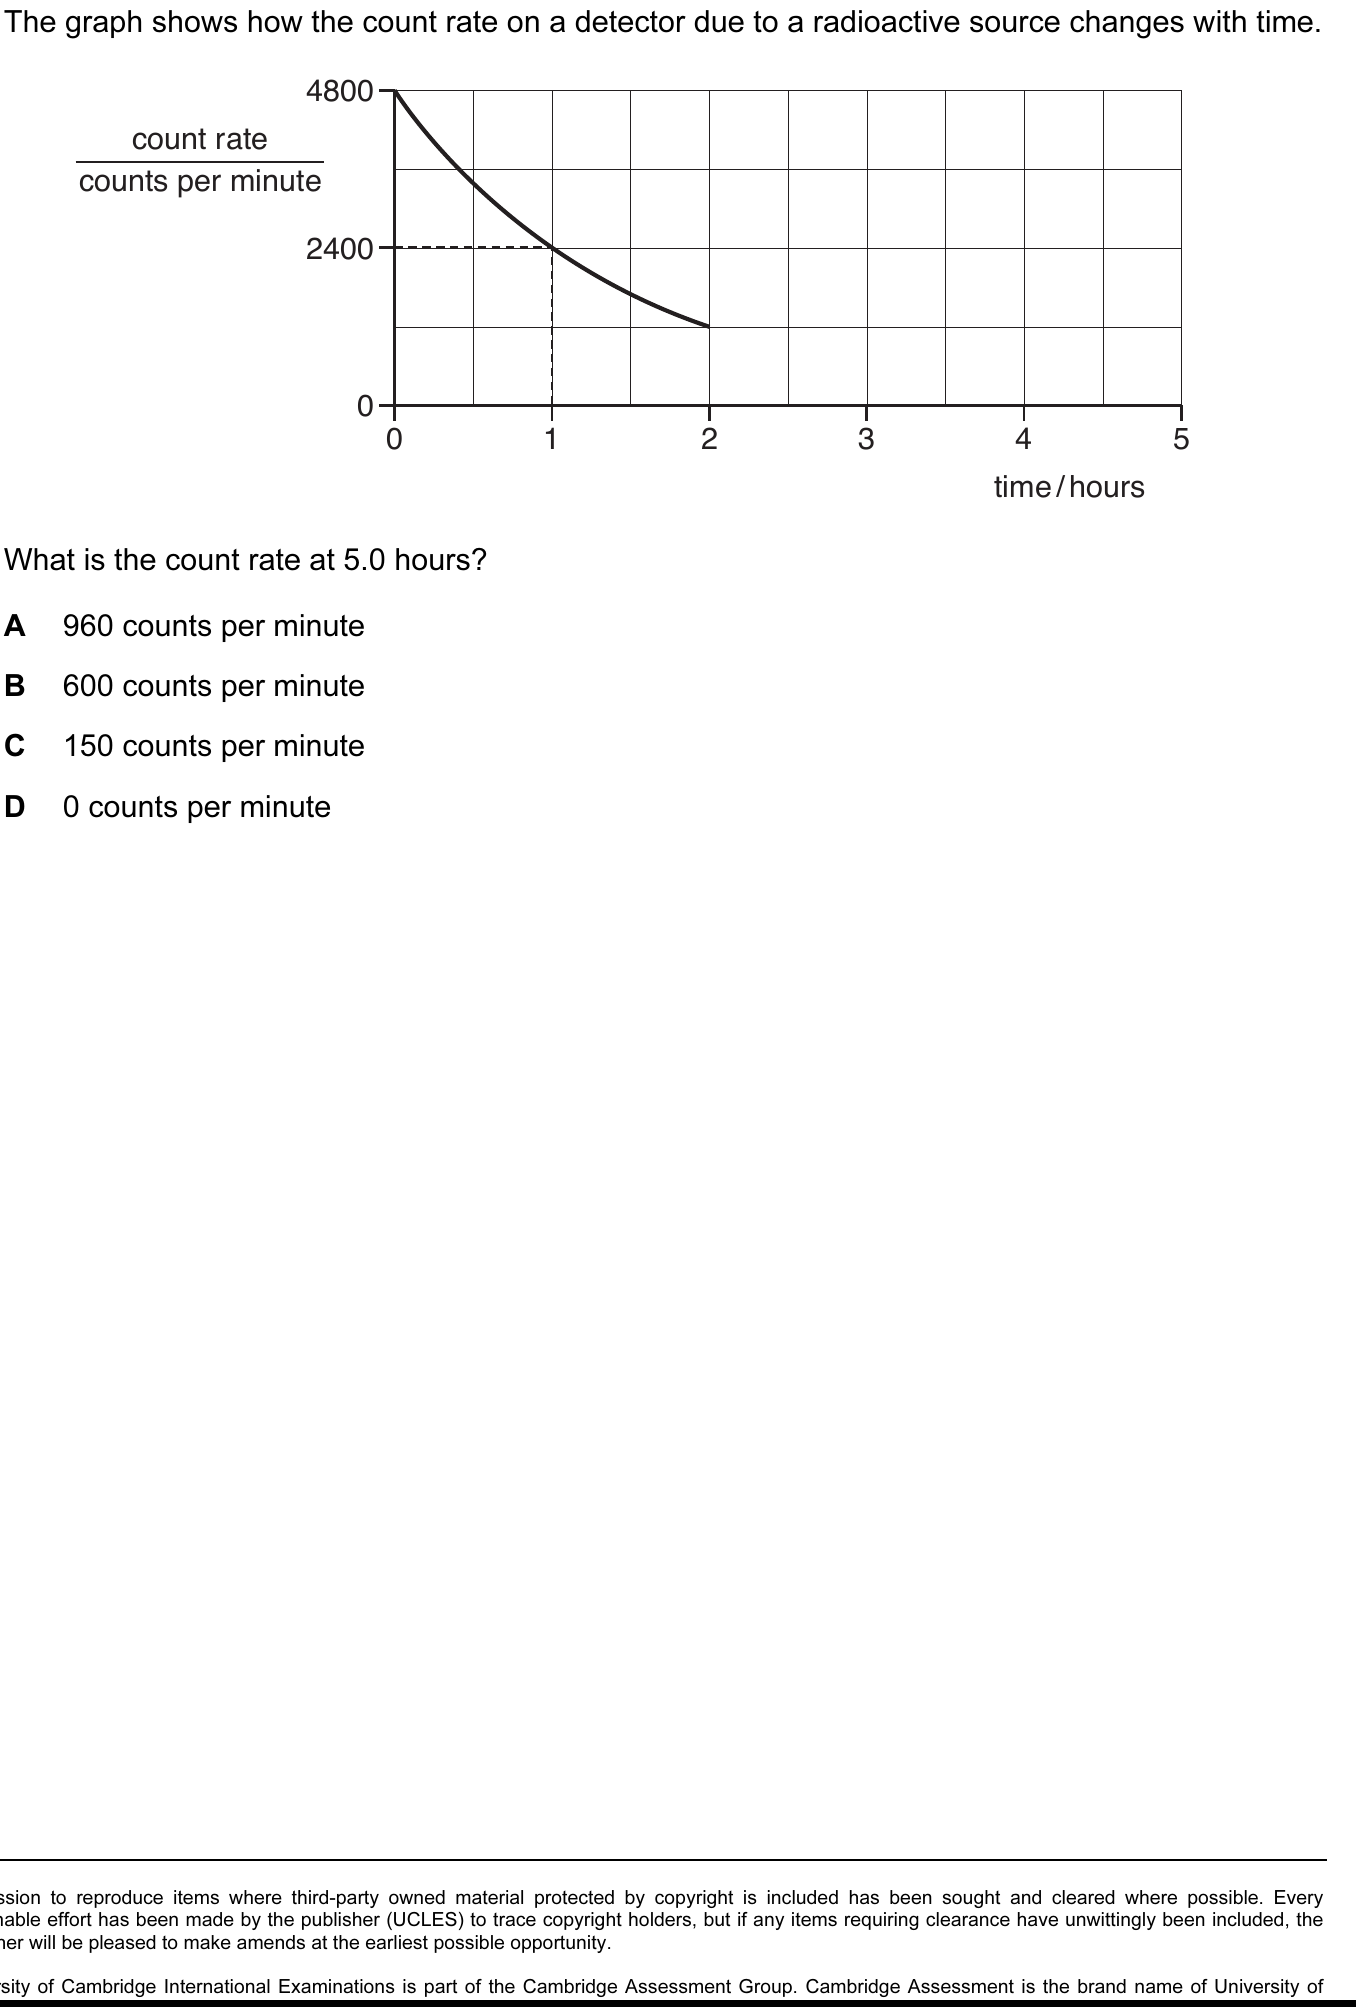 The graph shows how the count rate on a detector due to a radioactive source changes with time.
4800
count rate
counts per minute
2400
0
0 1 2 3 4 5
time / hours
What is the count rate at 5.0 hours?
A 960 counts per minute
B 600 counts per minute
C 150 counts per minute
D 0 counts per minute
to reproduce items where third-party owned material protected by copyright is included has been sought and cleared where possible. Every
effort has been made by the publisher (UCLES) to trace copyright holders, but if any items requiring clearance have unwittingly been included, the
will be pleased to make amends at the earliest possible opportunity.
of Cambridge International Examinations is part of the Cambridge Assessment Group. Cambridge Assessment is the brand name of University of